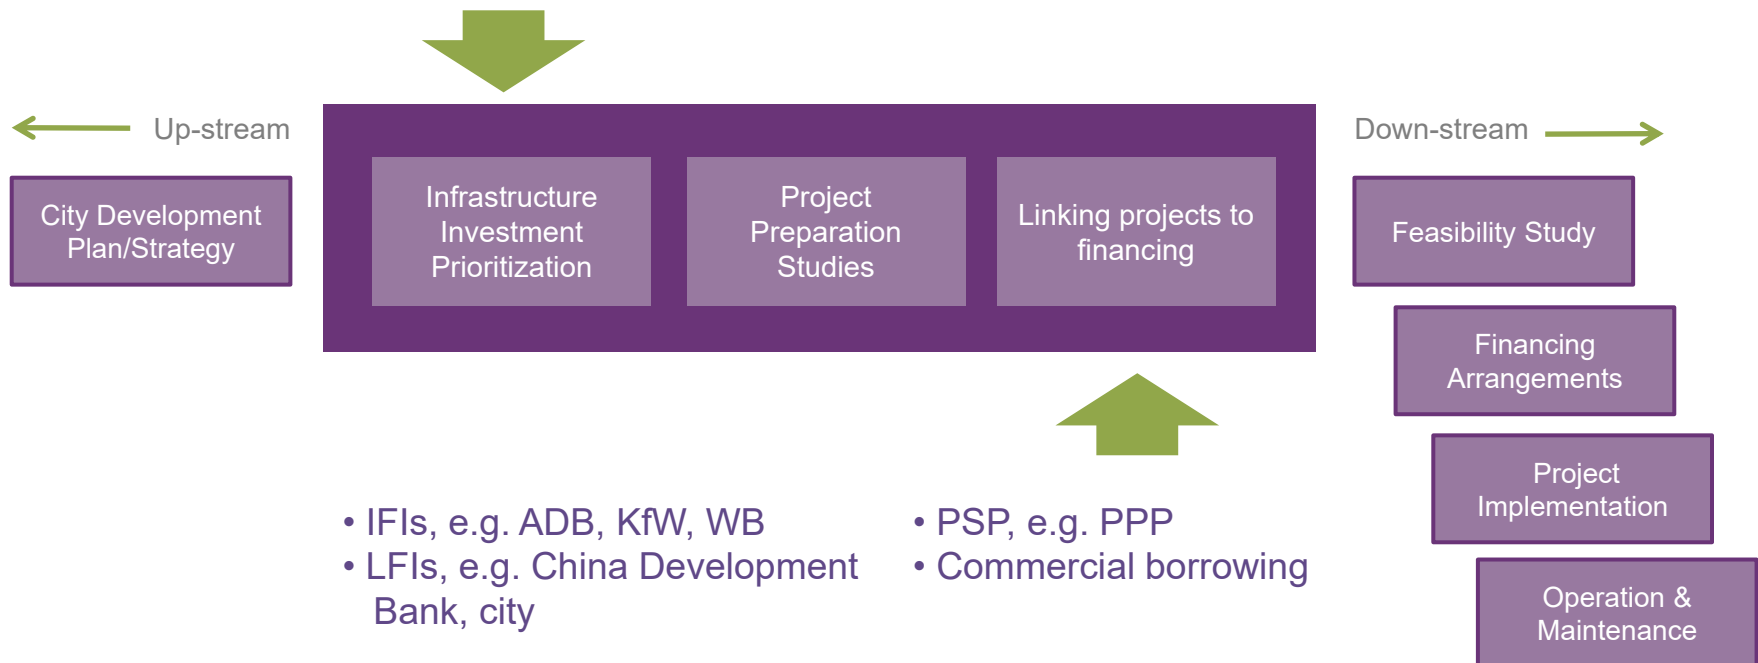 Up-stream
City Development
Plan/Strategy
Infrastructure
Investment
Prioritization
Project
Preparation
Studies
Linking projects to
financing
Down-stream
Feasibility Study
Financing
Arrangements
Project
Implementation
Operation &
Maintenance
• IFIs, e.g. ADB, KfW, WB
• LFIs, e.g. China Development
Bank, city
• PSP, e.g. PPP
• Commercial borrowing